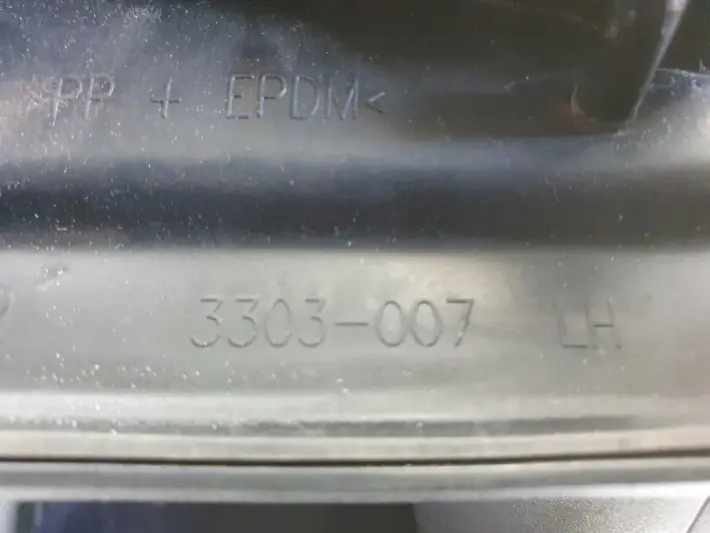 PP + EPDM<
3303-007 LH